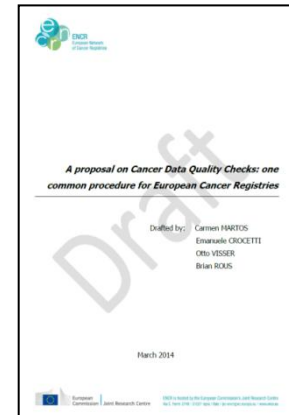 ENCR
European Network
of Cancer Registries
A proposal on Cancer Data Quality Checks: one
common procedure for European Cancer Registries
Draft
Drafted by: Carmen MARTOS
Emanuele CROCETTI
Otto VISSER
Brian ROUS
March 2014
European
Commission
Joint Research Centre